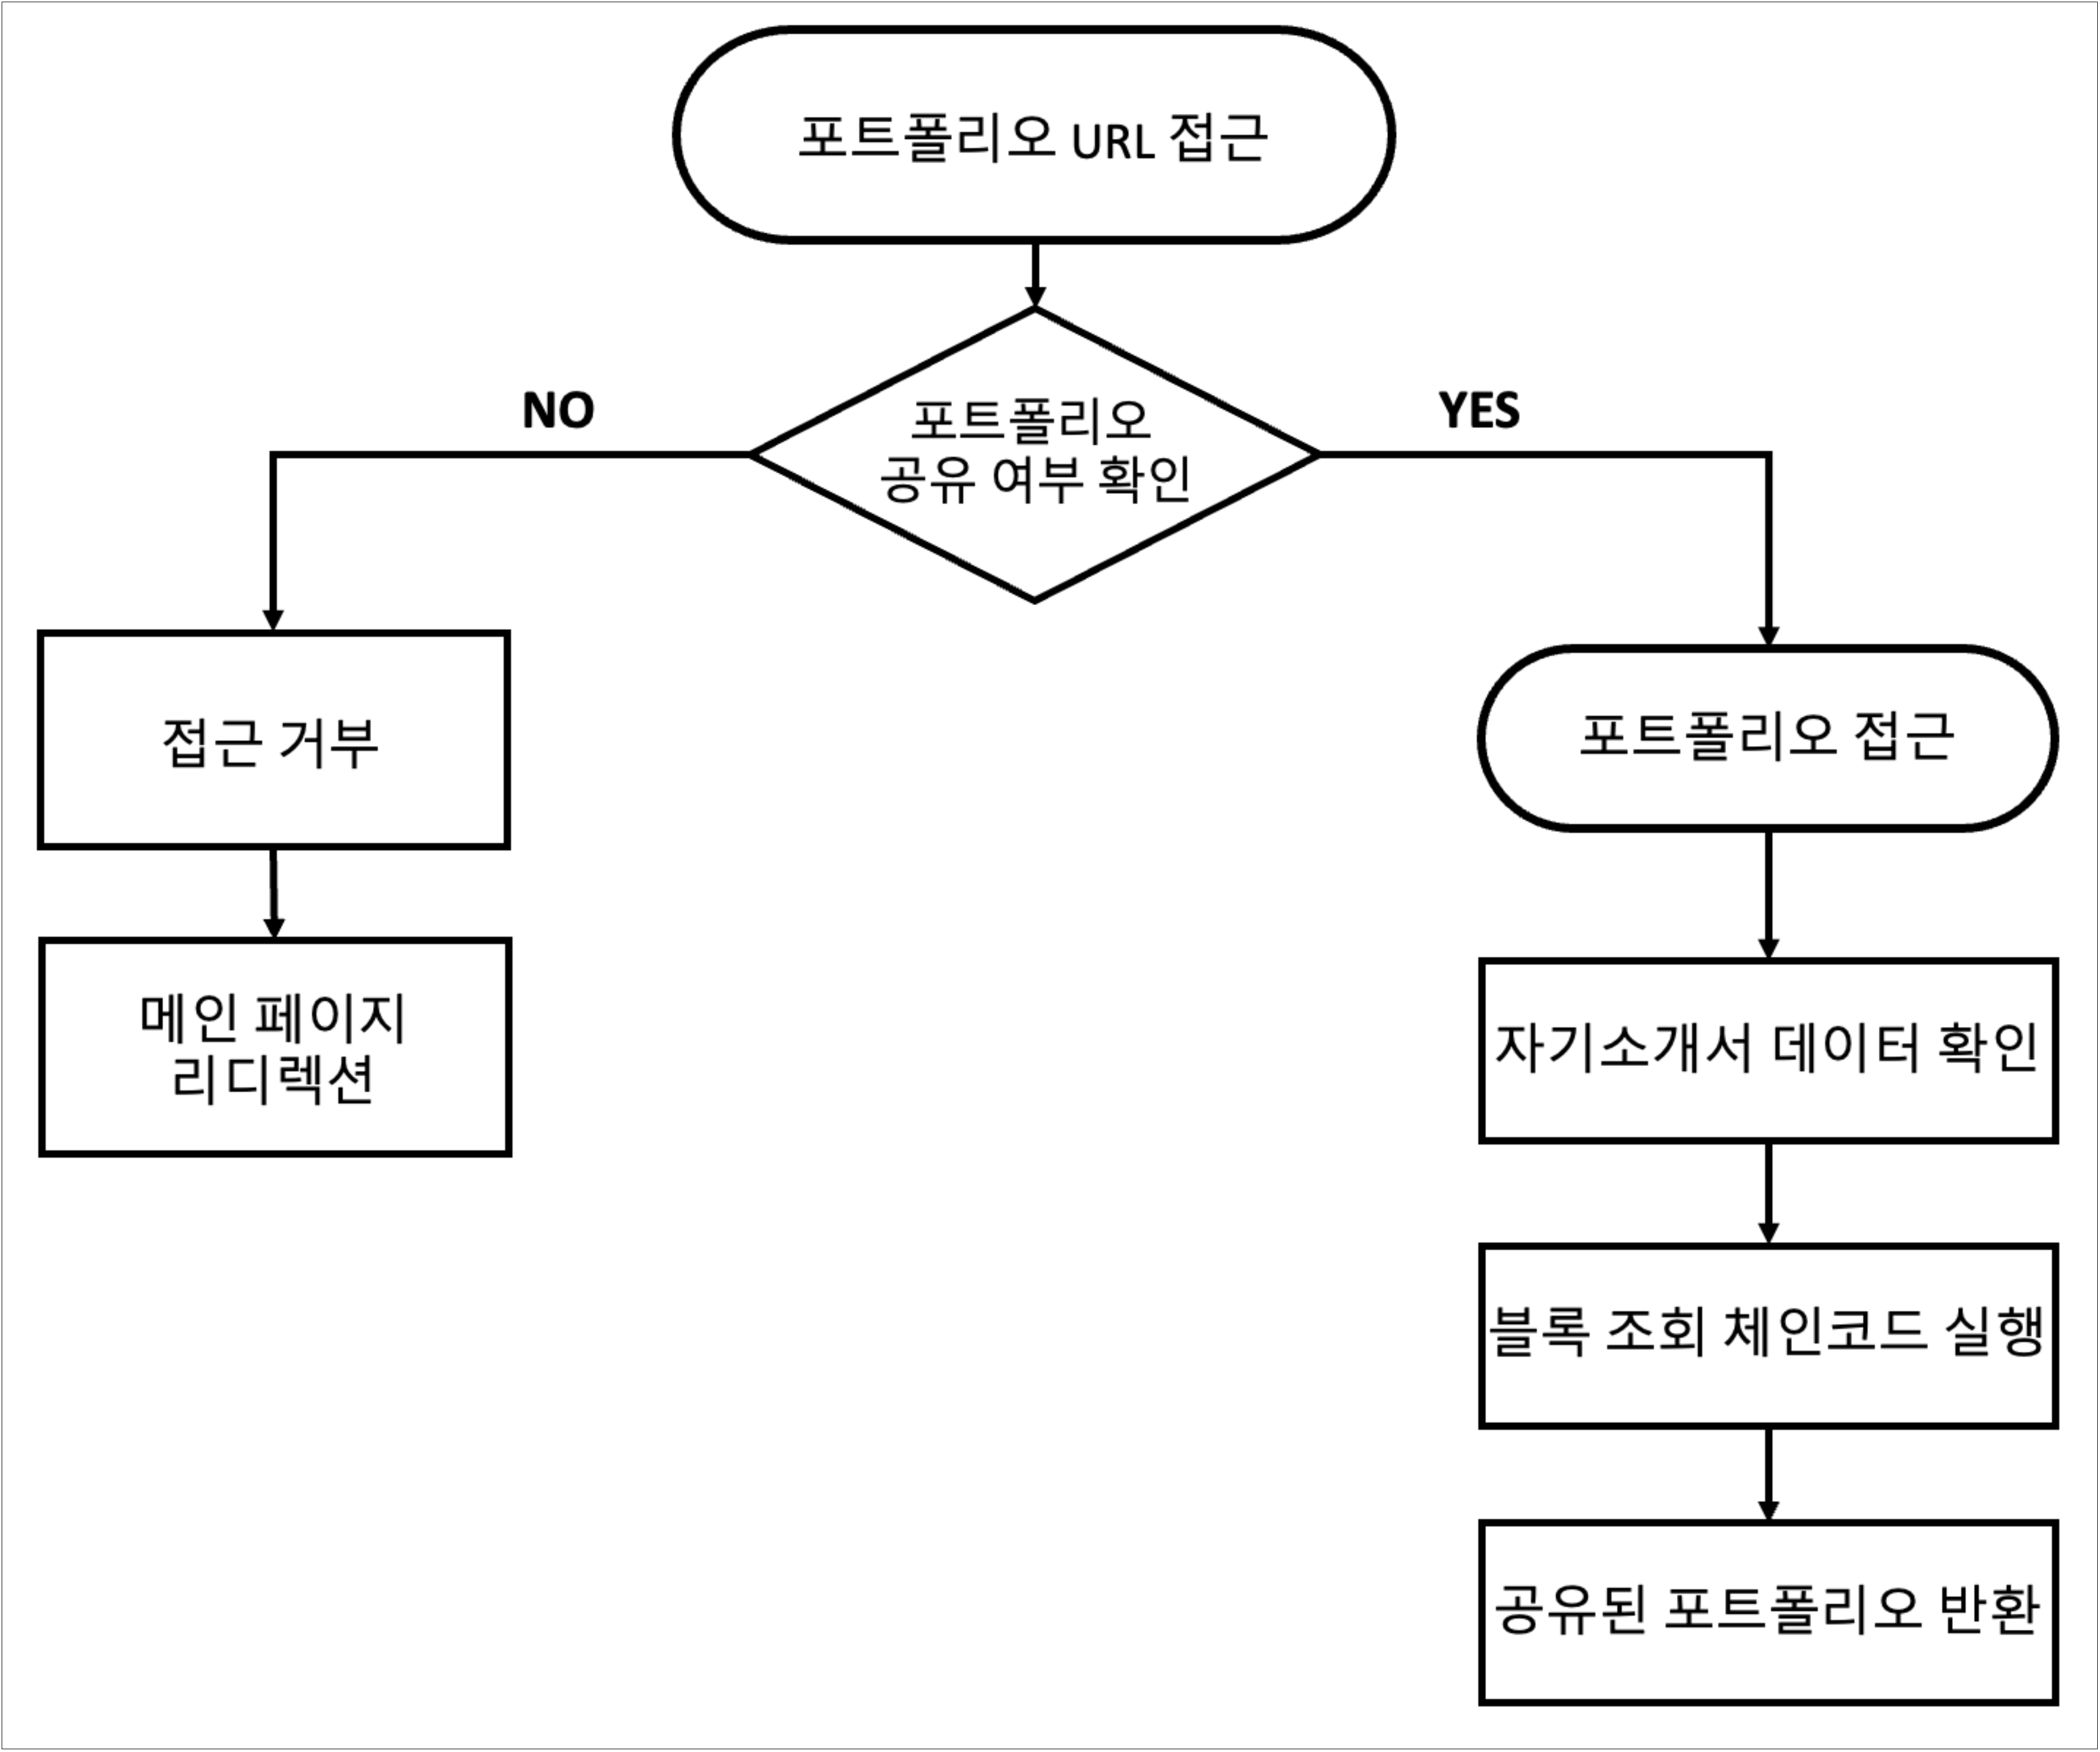 포트폴리오 URL 접근
NO
YES
포트폴리오
공유 여부 확인
접근 거부
포트폴리오 접근
메인 페이지
리디렉션
자기소개서 데이터 확인
블록 조회 체인코드 실행
공유된 포트폴리오 반환